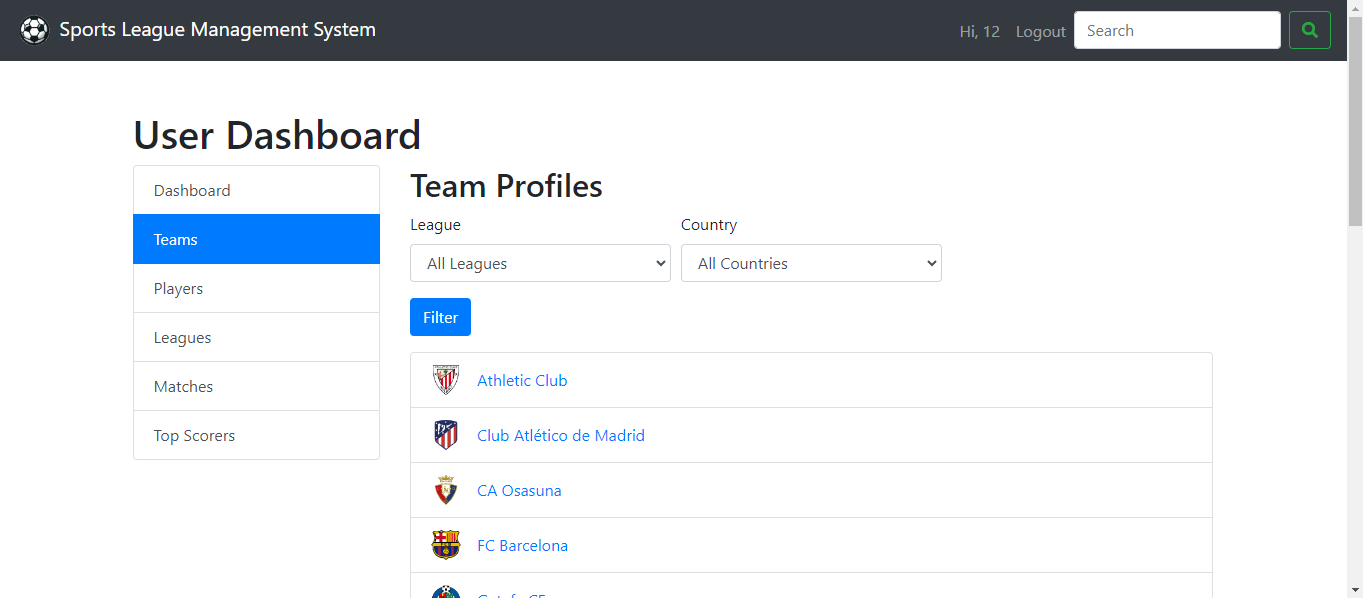 Sports League Management System
Hi, 12 Logout Search
User Dashboard
Dashboard
Teams
Players
Leagues
Matches
Top Scorers
Team Profiles
League Country
All Leagues All Countries
Filter
Athletic Club
Club Atlético de Madrid
CA Osasuna
FC Barcelona